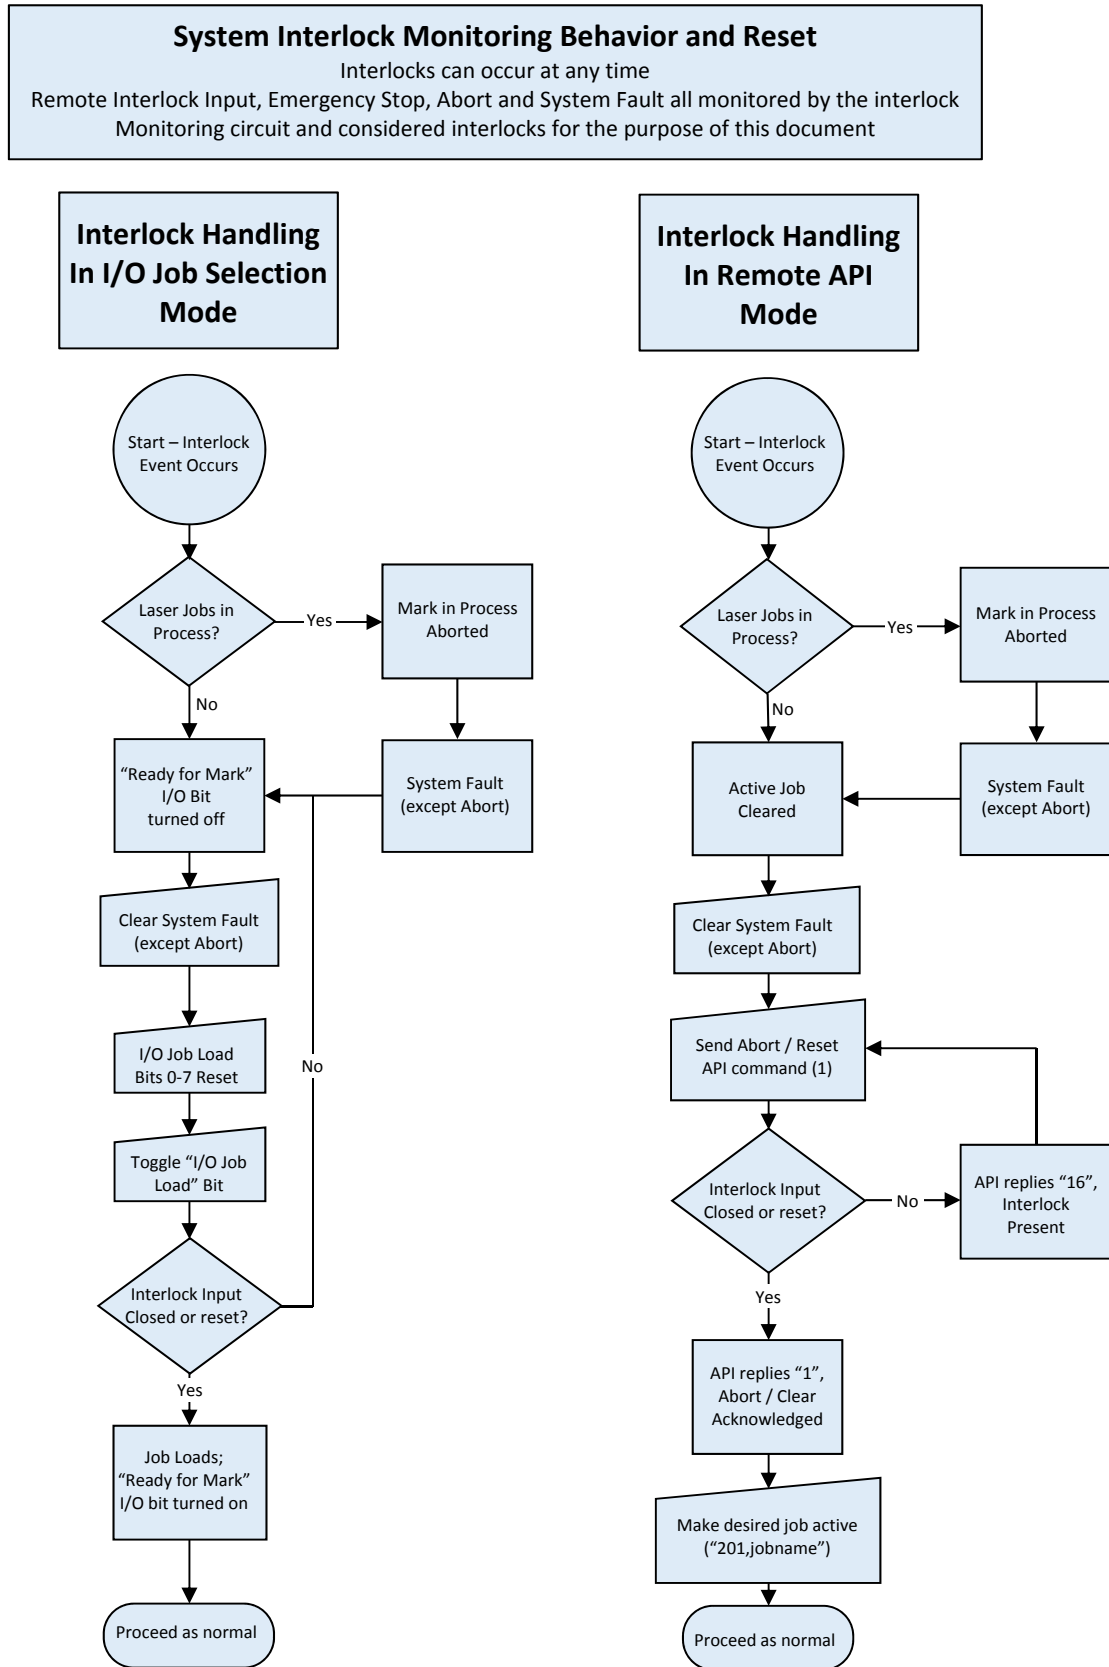 System Interlock Monitoring Behavior and Reset
Interlocks can occur at any time
Remote Interlock Input, Emergency Stop, Abort and System Fault all monitored by the interlock
Monitoring circuit and considered interlocks for the purpose of this document
Interlock Handling
In I/O Job Selection
Mode
Start – Interlock
Event Occurs
Laser Jobs in
Process?
Yes
Mark in Process
Aborted
No
“Ready for Mark”
I/O Bit
turned off
System Fault
(except Abort)
Clear System Fault
(except Abort)
I/O Job Load
Bits 0-7 Reset
No
Toggle “I/O Job
Load” Bit
Interlock Input
Closed or reset?
Yes
Job Loads;
“Ready for Mark”
I/O bit turned on
Proceed as normal
Interlock Handling
In Remote API
Mode
Start – Interlock
Event Occurs
Laser Jobs in
Process?
Yes
Mark in Process
Aborted
No
Active Job
Cleared
System Fault
(except Abort)
Clear System Fault
(except Abort)
Send Abort / Reset
API command (1)
Interlock Input
Closed or reset?
No
API replies “16”,
Interlock
Present
Yes
API replies “1”,
Abort / Clear
Acknowledged
Make desired job active
(“201,jobname”)
Proceed as normal